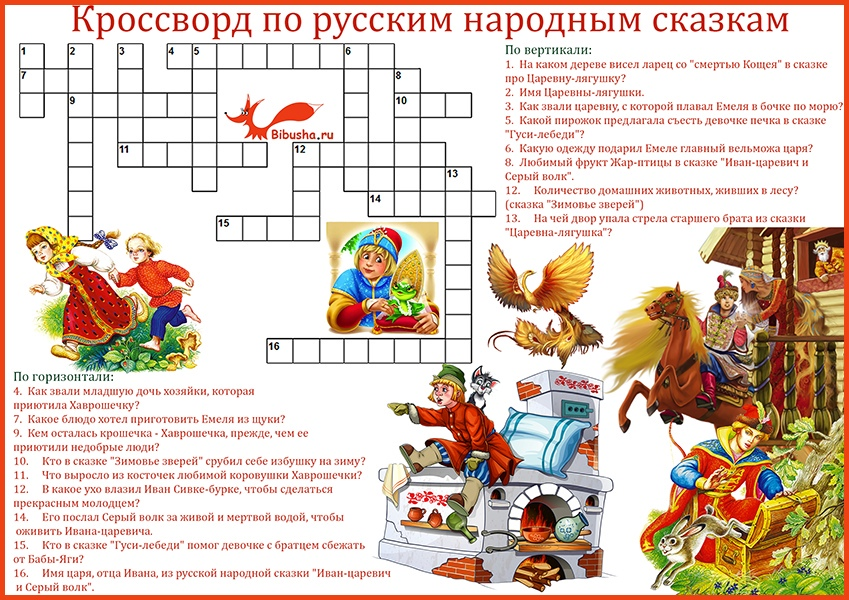 Кроссворд по русским народным сказкам
1 2 3 4 5 6
7 8
9 10
11 12
13
14
15
16
Bibusha.ru
По вертикали:
1. На каком дереве висел ларец со "смертью Кощея" в сказке
про Царевну-лягушку?
2. Имя Царевны-лягушки.
3. Как звали царевну, с которой плавал Емеля в бочке по морю?
5. Какой пирожок предлагала съесть девочке печка в сказке
"Гуси-лебеди"?
6. Какую одежду подарил Емеле главный вельможа царя?
8. Любимый фрукт Жар-птицы в сказке "Иван-царевич и
Серый волк".
12. Количество домашних животных, живших в лесу?
(сказка "Зимовье зверей")
13. На чей двор упала стрела старшего брата из сказки
"Царевна-лягушка"?
По горизонтали:
4. Как звали младшую дочь хозяйки, которая
приютила Хаврошечку?
7. Какое блюдо хотел приготовить Емеля из щуки?
9. Кем осталась крошечка - Хаврошечка, прежде, чем ее
приютили недобрые люди?
10. Кто в сказке "Зимовье зверей" срубил себе избушку на зиму?
11. Что выросло из косточек любимой коровушки Хаврошечки?
12. В какое ухо влазил Иван Сивке-бурке, чтобы сделаться
прекрасным молодцем?
14. Его послал Серый волк за живой и мертвой водой, чтобы
оживить Ивана-царевича.
15. Кто в сказке "Гуси-лебеди" помог девочке с братцем сбежать
от Бабы-Яги?
16. Имя царя, отца Ивана, из русской народной сказки "Иван-царевич
и Серый волк".